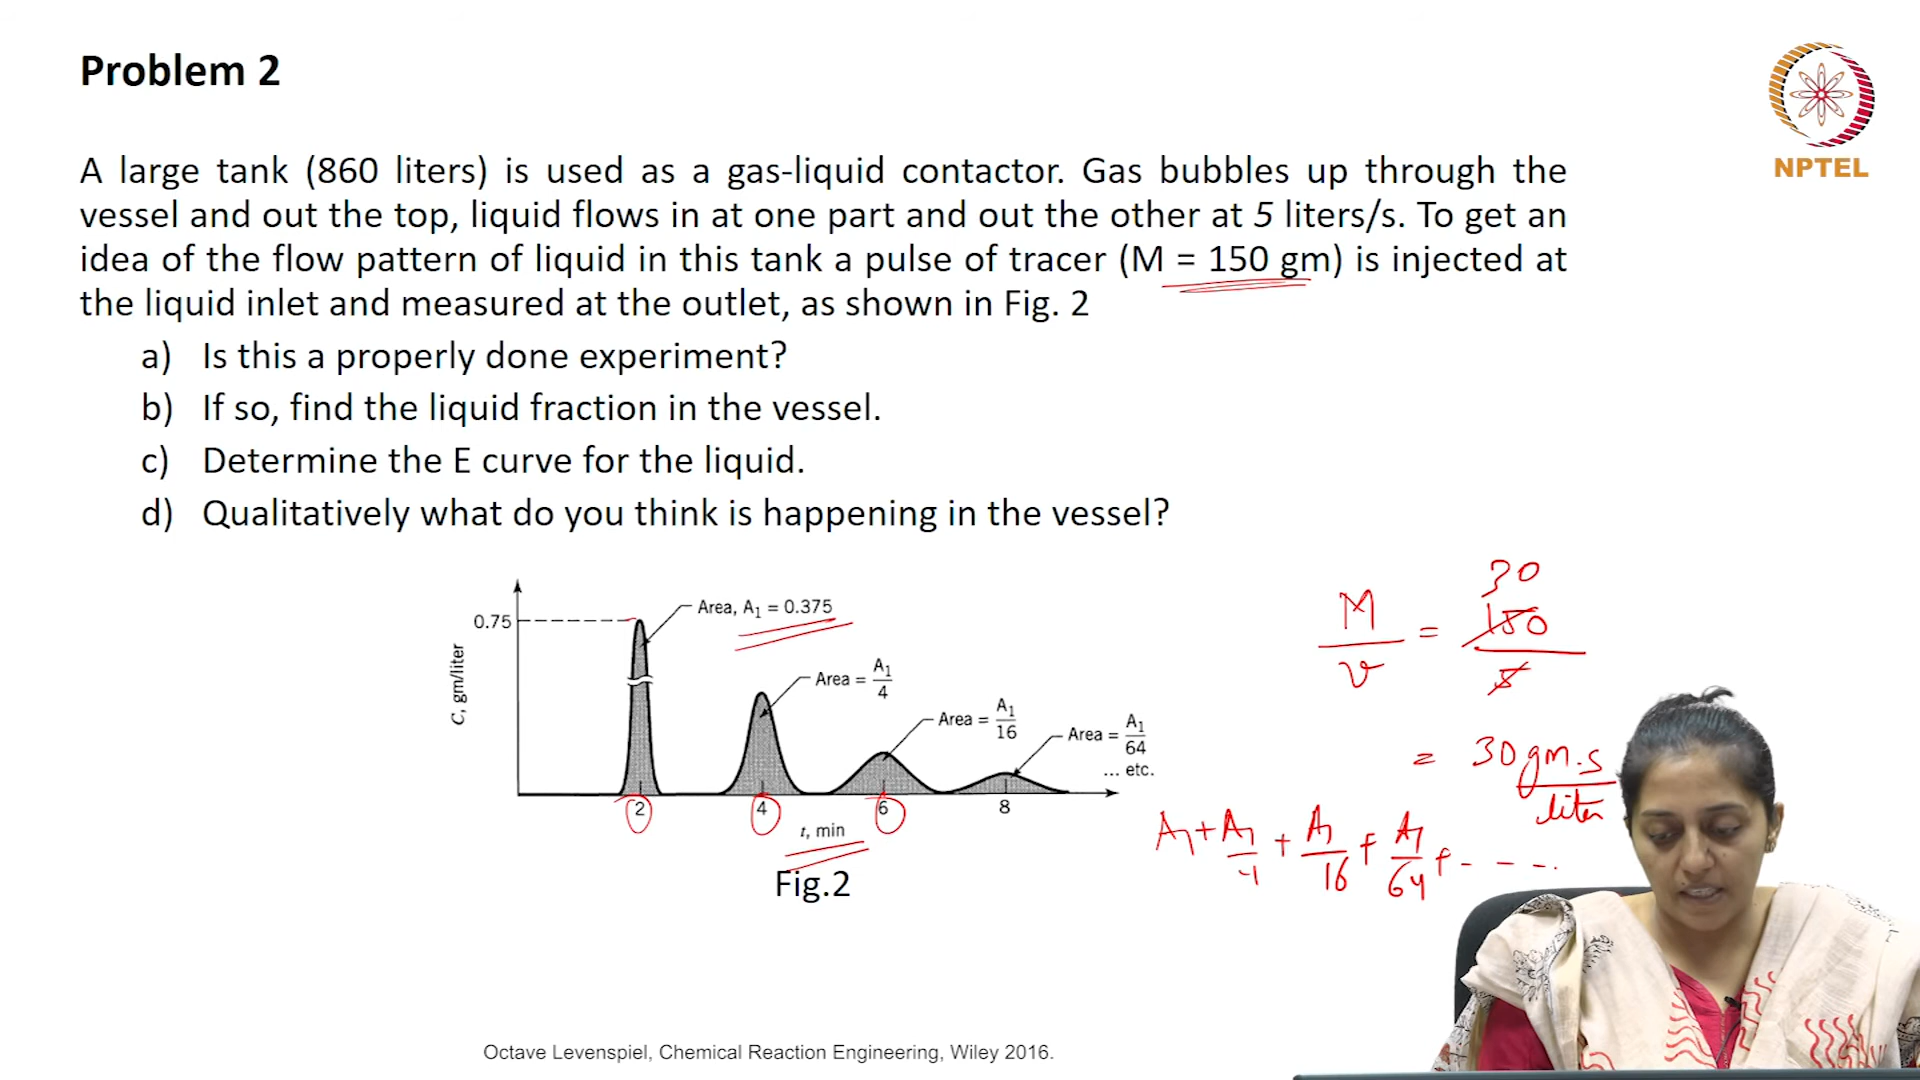 Problem 2
NPTEL
A large tank (860 liters) is used as a gas-liquid contactor. Gas bubbles up through the
vessel and out the top, liquid flows in at one part and out the other at 5 liters/s. To get an
idea of the flow pattern of liquid in this tank a pulse of tracer (M = 150 gm) is injected at
the liquid inlet and measured at the outlet, as shown in Fig. 2
a) Is this a properly done experiment?
b) If so, find the liquid fraction in the vessel.
c) Determine the E curve for the liquid.
d) Qualitatively what do you think is happening in the vessel?
0.75
C, gm/liter
Area, A₁ = 0.375
Area = A₁/4
Area = A₁/16
Area = A₁/64
... etc.
2 4 6 8
t, min
Fig.2
30
M/v = 150/5
= 30 gm.s/liter
A₁ + A₁/4 + A₁/16 + A₁/64 + - - - -
Octave Levenspiel, Chemical Reaction Engineering, Wiley 2016.